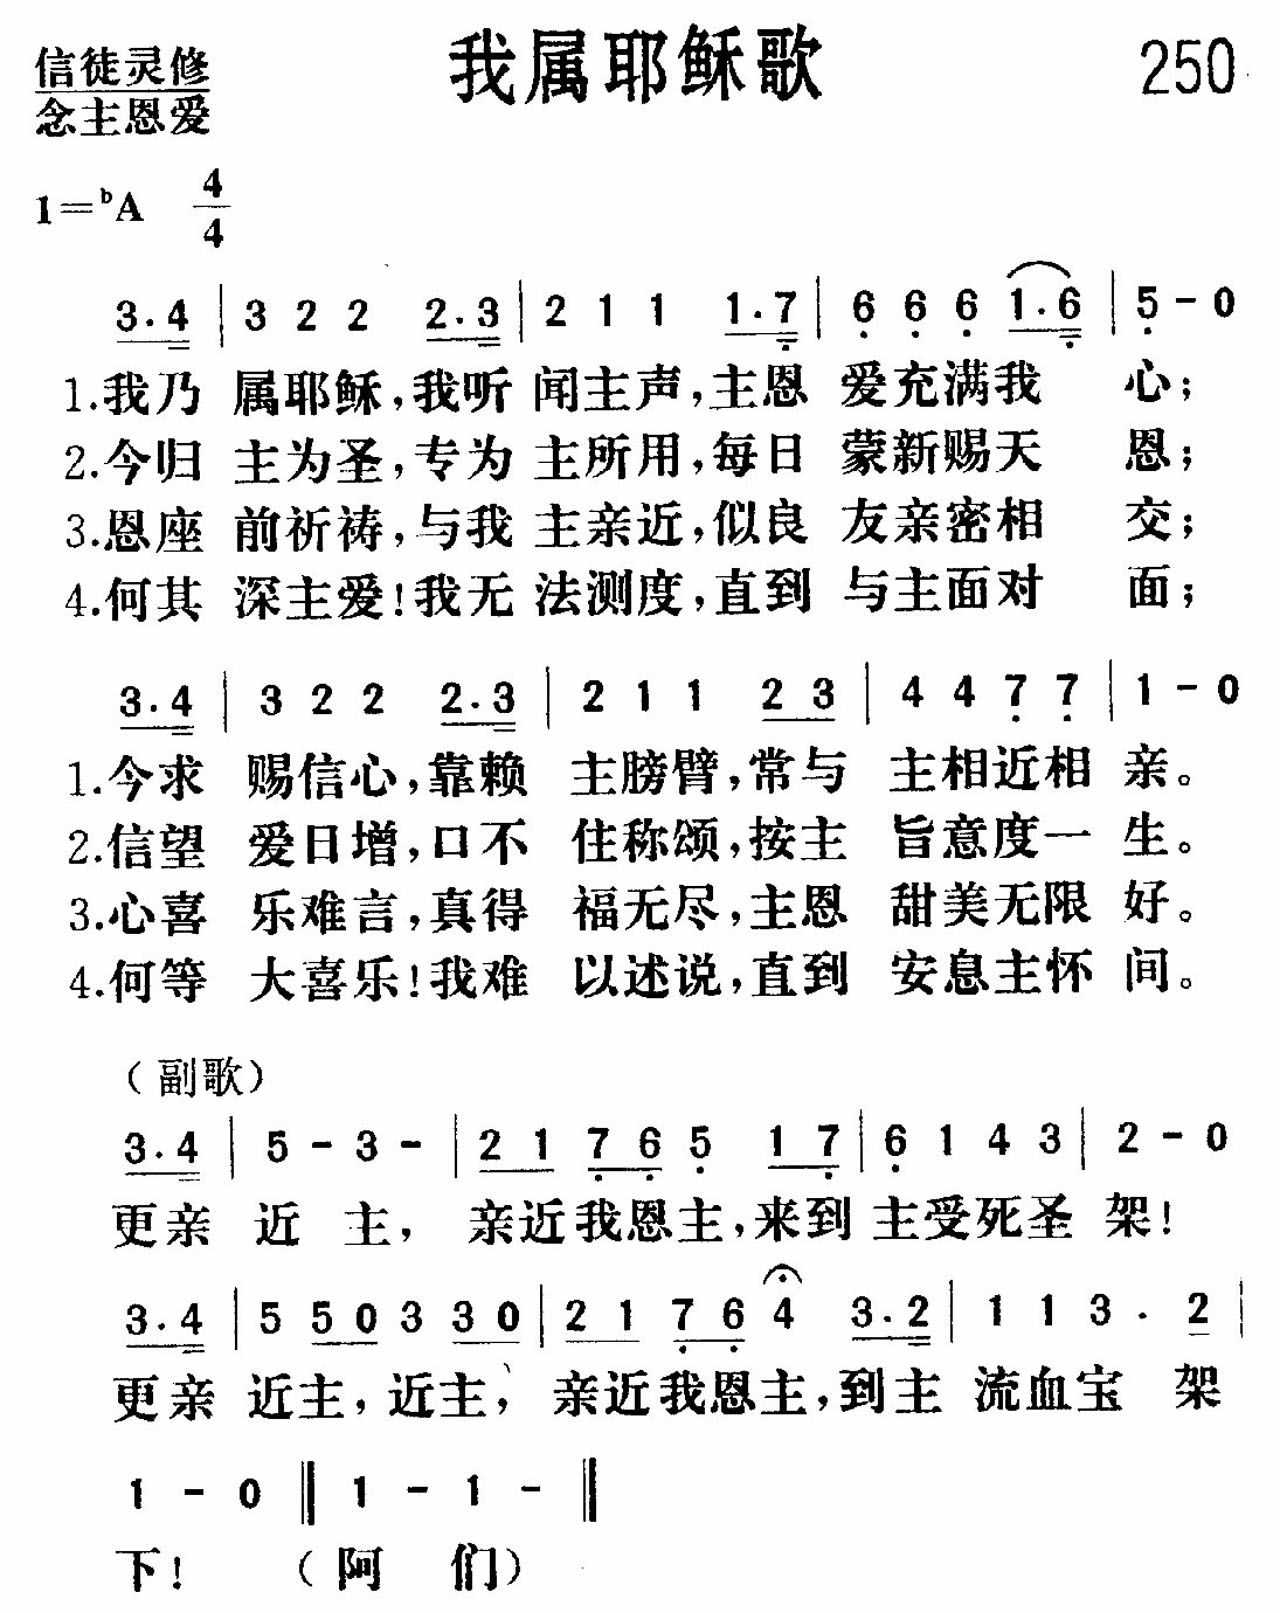 信徒灵修
念主恩爱
我属耶稣歌
250
1=ᵇA 4/4
3.4 | 3 2 2 2.3 | 2 1 1 1.7 | 6 6 6 1.6 | 5 - 0
1.我乃 属耶稣,我听 闻主声,主恩 爱充满我 心;
2.今归 主为圣,专为 主所用,每日 蒙新赐天 恩;
3.恩座 前祈祷,与我 主亲近,似良 友亲密相 交;
4.何其 深主爱!我无 法测度,直到 与主面对 面;
3.4 | 3 2 2 2.3 | 2 1 1 2 3 | 4 4 7 7 | 1 - 0
1.今求 赐信心,靠赖 主膀臂,常与 主相近相 亲。
2.信望 爱日增,口不 住称颂,按主 旨意度一 生。
3.心喜 乐难言,真得 福无尽,主恩 甜美无限 好。
4.何等 大喜乐!我难 以述说,直到 安息主怀 间。
(副歌)
3.4 | 5 - 3 - | 2 1 7 6 5 1 7 | 6 1 4 3 | 2 - 0
更亲 近 主, 亲近我恩主,来到 主受死圣 架!
3.4 | 5 5 0 3 3 0 | 2 1 7 6 4 3.2 | 1 1 3 . 2 |
更亲 近主,近主,亲近我恩主,到主 流血宝 架
1 - 0 ‖ 1 - 1 - ‖
下! (阿 们)